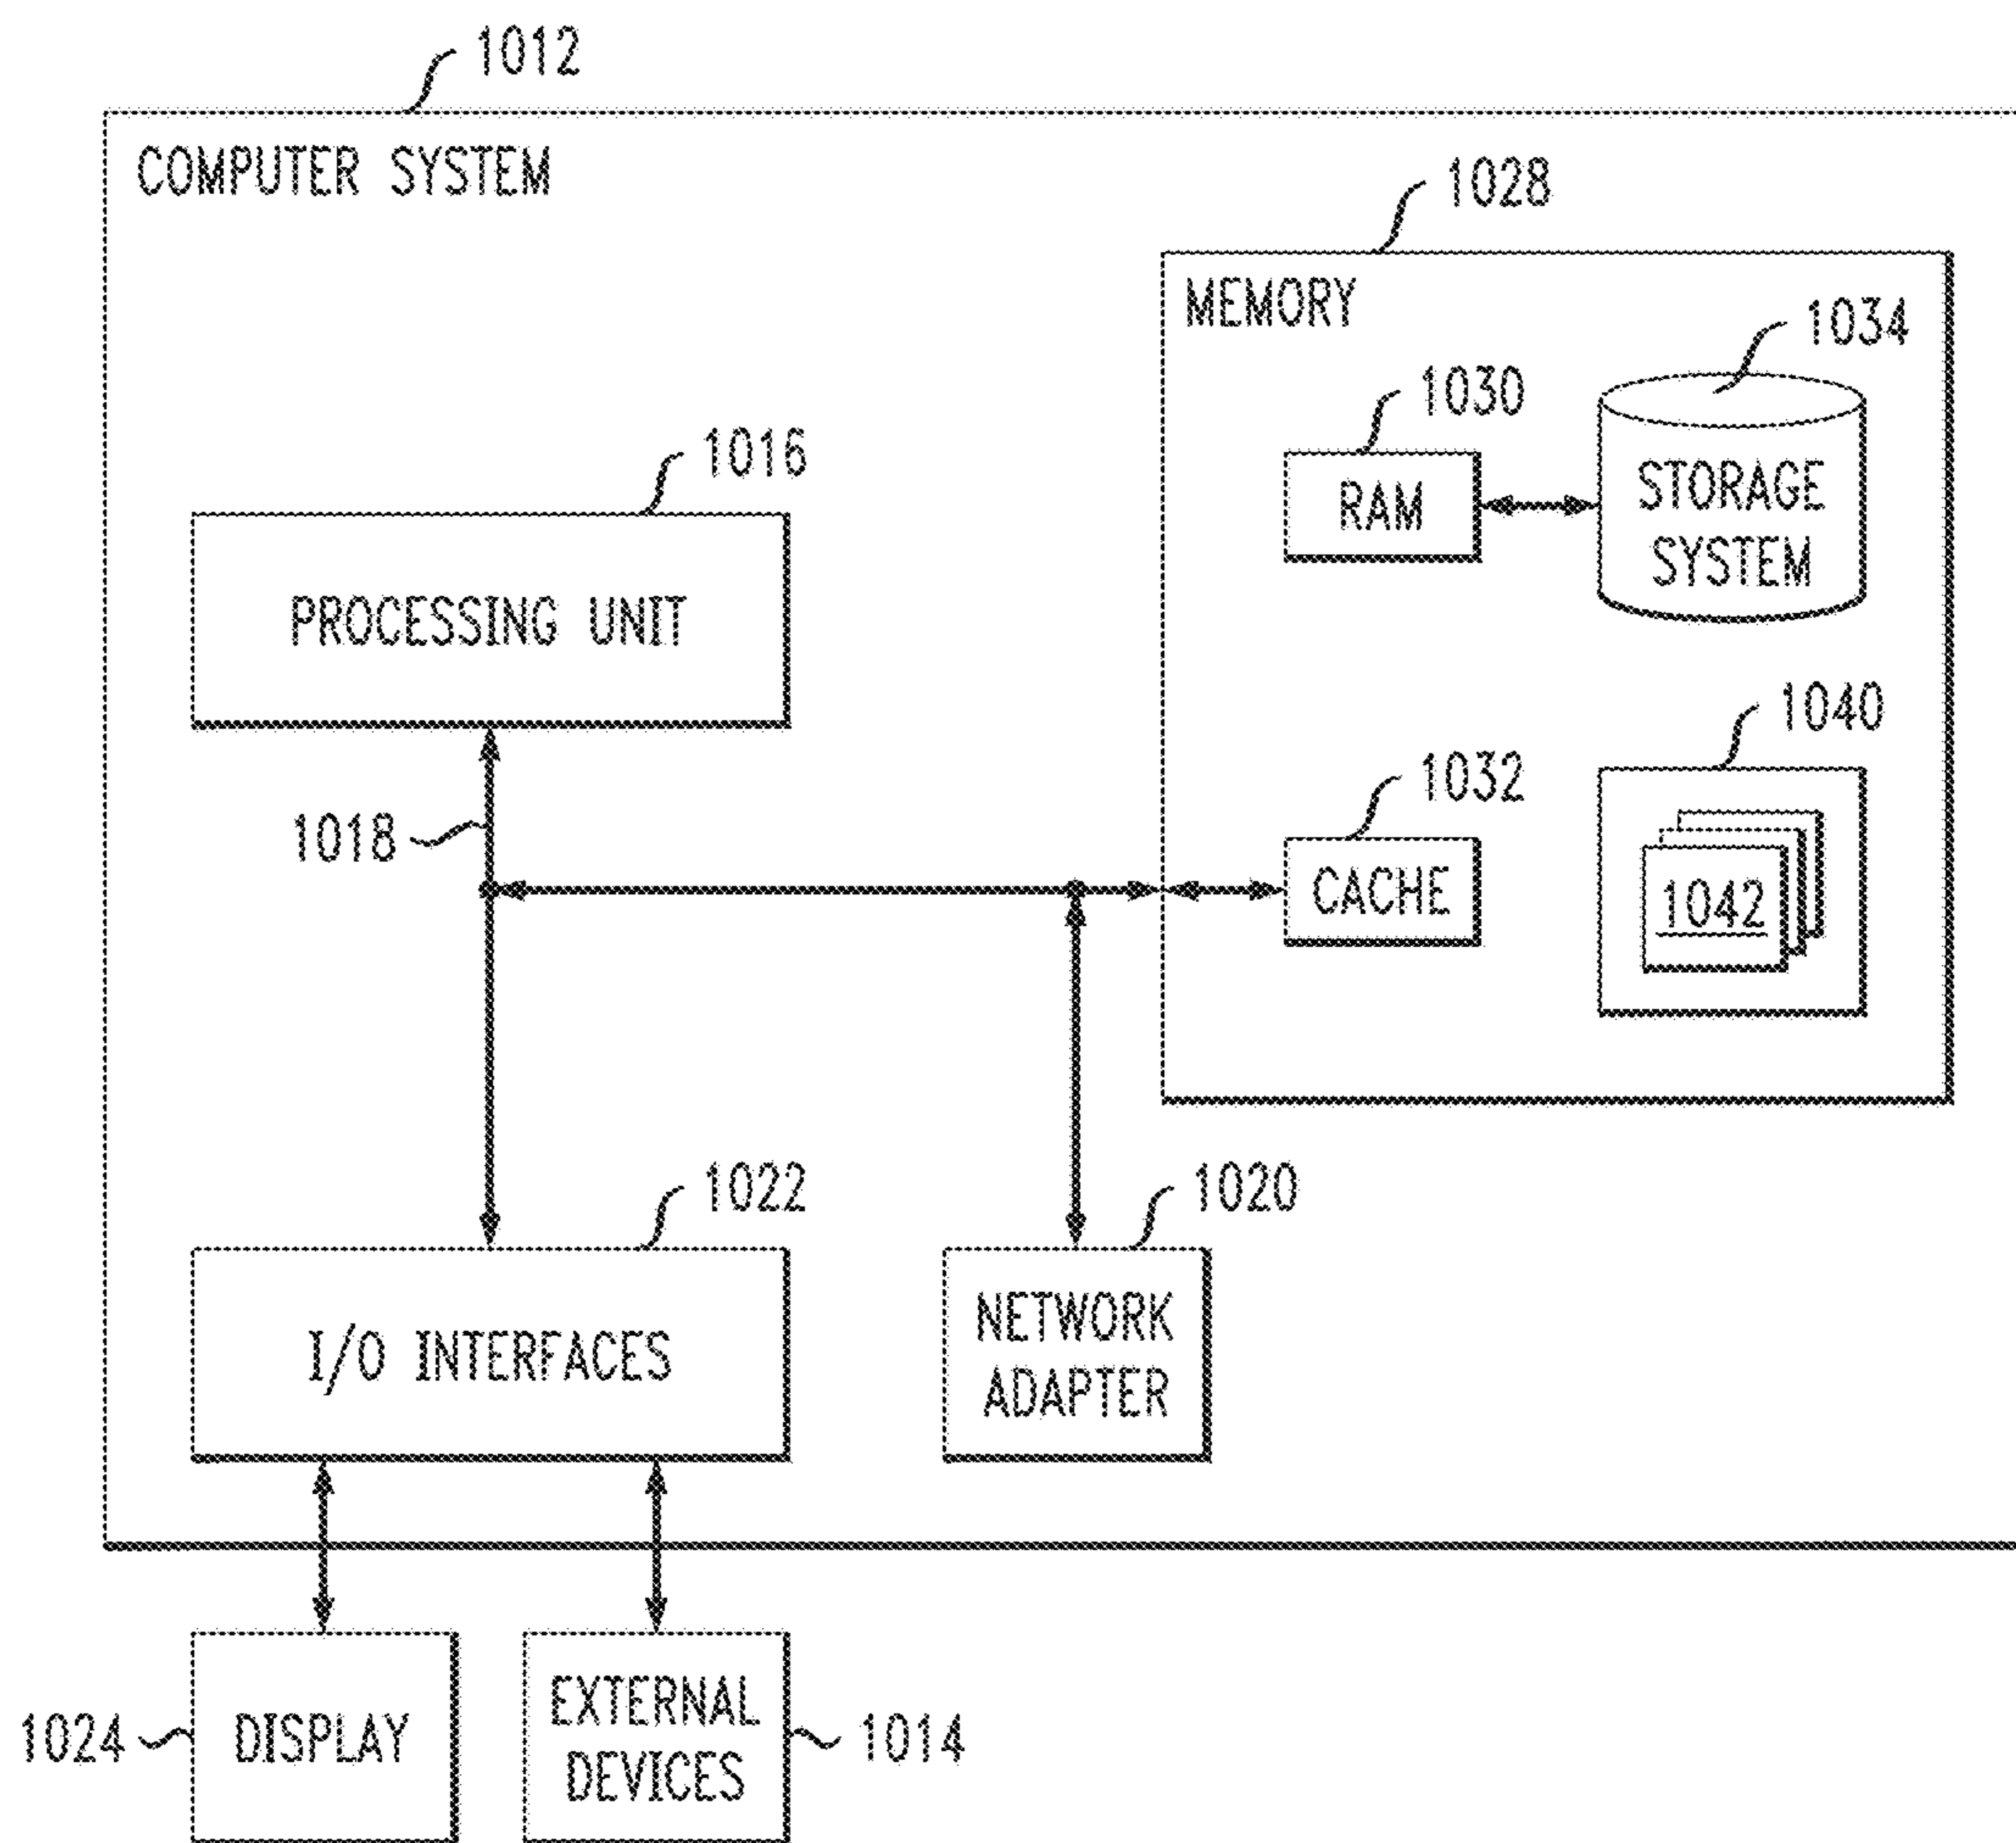 1012
COMPUTER SYSTEM
1028
MEMORY
1034
1030
RAM
STORAGE
SYSTEM
1016
PROCESSING UNIT
1040
1032
1018
CACHE
1042
1022
1020
I/O INTERFACES
NETWORK
ADAPTER
1024
DISPLAY
EXTERNAL
DEVICES
1014